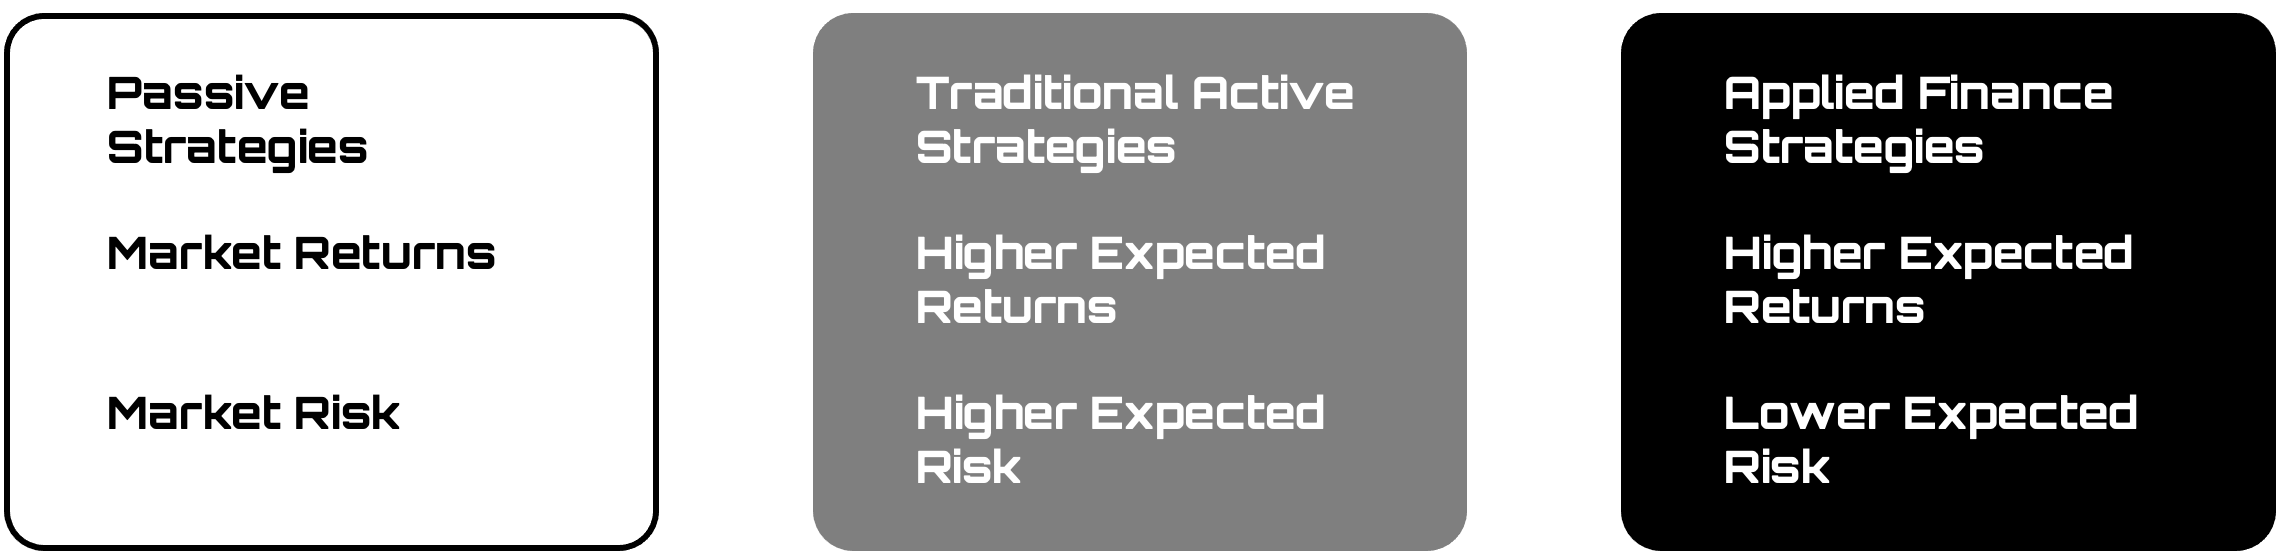 Passive
Strategies
Market Returns
Market Risk
Traditional Active
Strategies
Higher Expected
Returns
Higher Expected
Risk
Applied Finance
Strategies
Higher Expected
Returns
Lower Expected
Risk